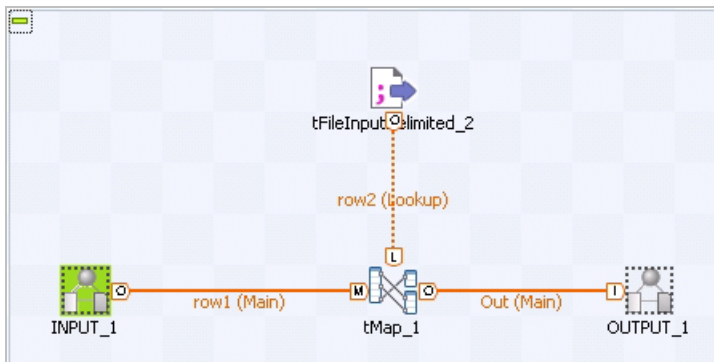 ;
tFileInputDelimited_2
O
row2 (Lookup)
L
O
M
O
I
row1 (Main)
Out (Main)
INPUT_1
tMap_1
OUTPUT_1